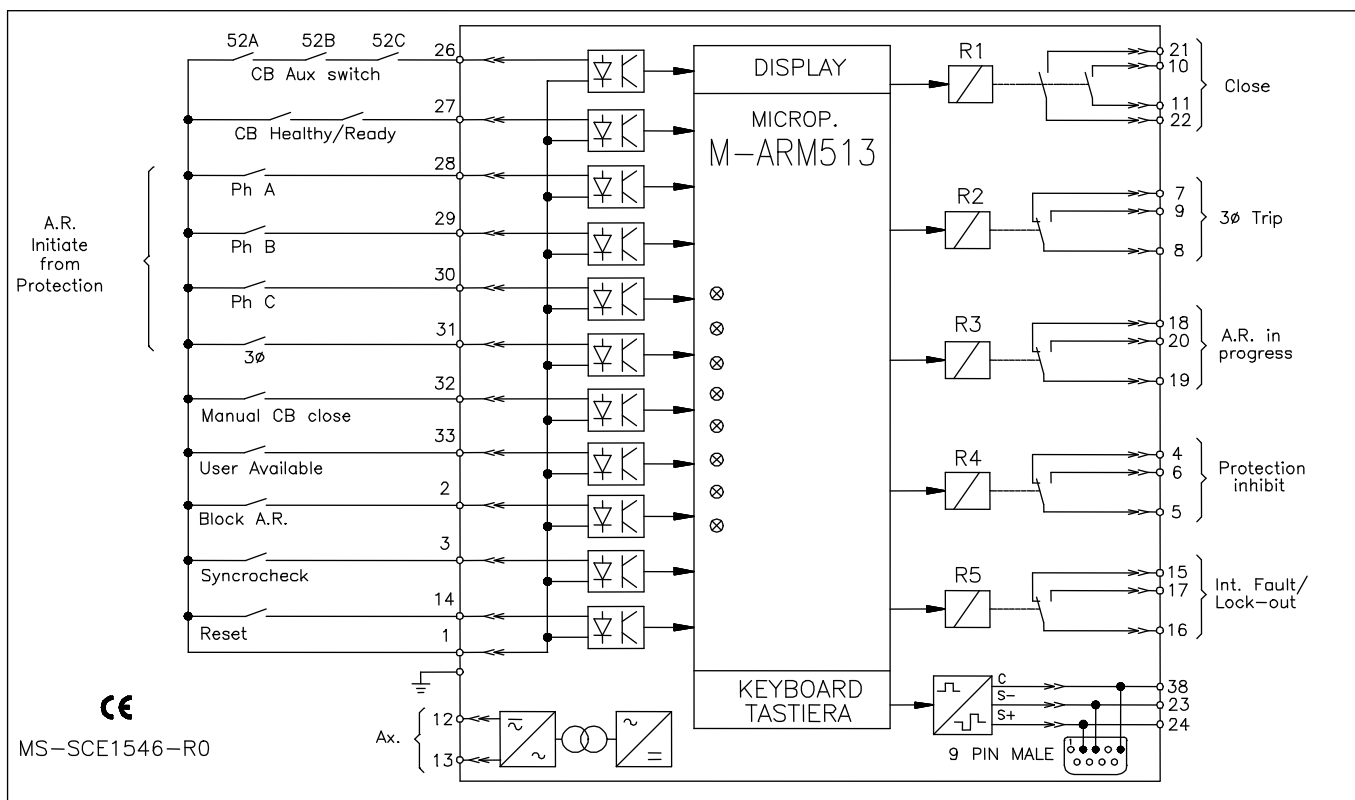 52A 52B 52C 26
CB Aux switch
27
CB Healthy/Ready
28
Ph A
29
Ph B
30
Ph C
31
3ø
A.R.
Initiate
from
Protection
32
Manual CB close
33
User Available
2
Block A.R.
3
Syncrocheck
14
Reset
1
12
Ax.
13
CE
MS-SCE1546-R0
DISPLAY
MICROP.
M-ARM513
KEYBOARD
TASTIERA
R1
21
10
11
22
Close
R2
7
9
8
3ø Trip
R3
18
20
19
A.R. in
progress
R4
4
6
5
Protection
inhibit
R5
15
17
16
Int. Fault/
Lock-out
C
38
S-
23
S+
24
9 PIN MALE
1